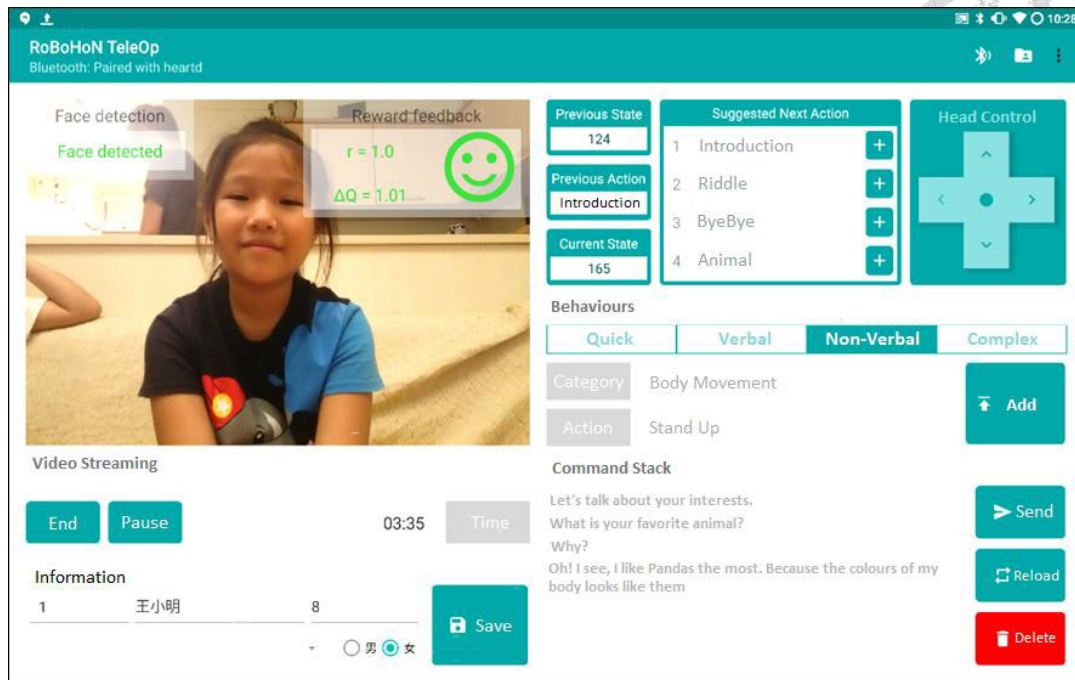 10:28
RoBoHoN TeleOp
Bluetooth: Paired with heartd
Face detection
Face detected
Reward feedback
r = 1.0
ΔQ = 1.01
Video Streaming
End
Pause
03:35
Time
Information
1 王小明 8
男 女
Save
Previous State
124
Previous Action
Introduction
Current State
165
Suggested Next Action
1 Introduction +
2 Riddle +
3 ByeBye +
4 Animal +
Head Control
Behaviours
Quick Verbal Non-Verbal Complex
Category Body Movement
Action Stand Up
Add
Command Stack
Let's talk about your interests.
What is your favorite animal?
Why?
Oh! I see, I like Pandas the most. Because the colours of my
body looks like them
Send
Reload
Delete